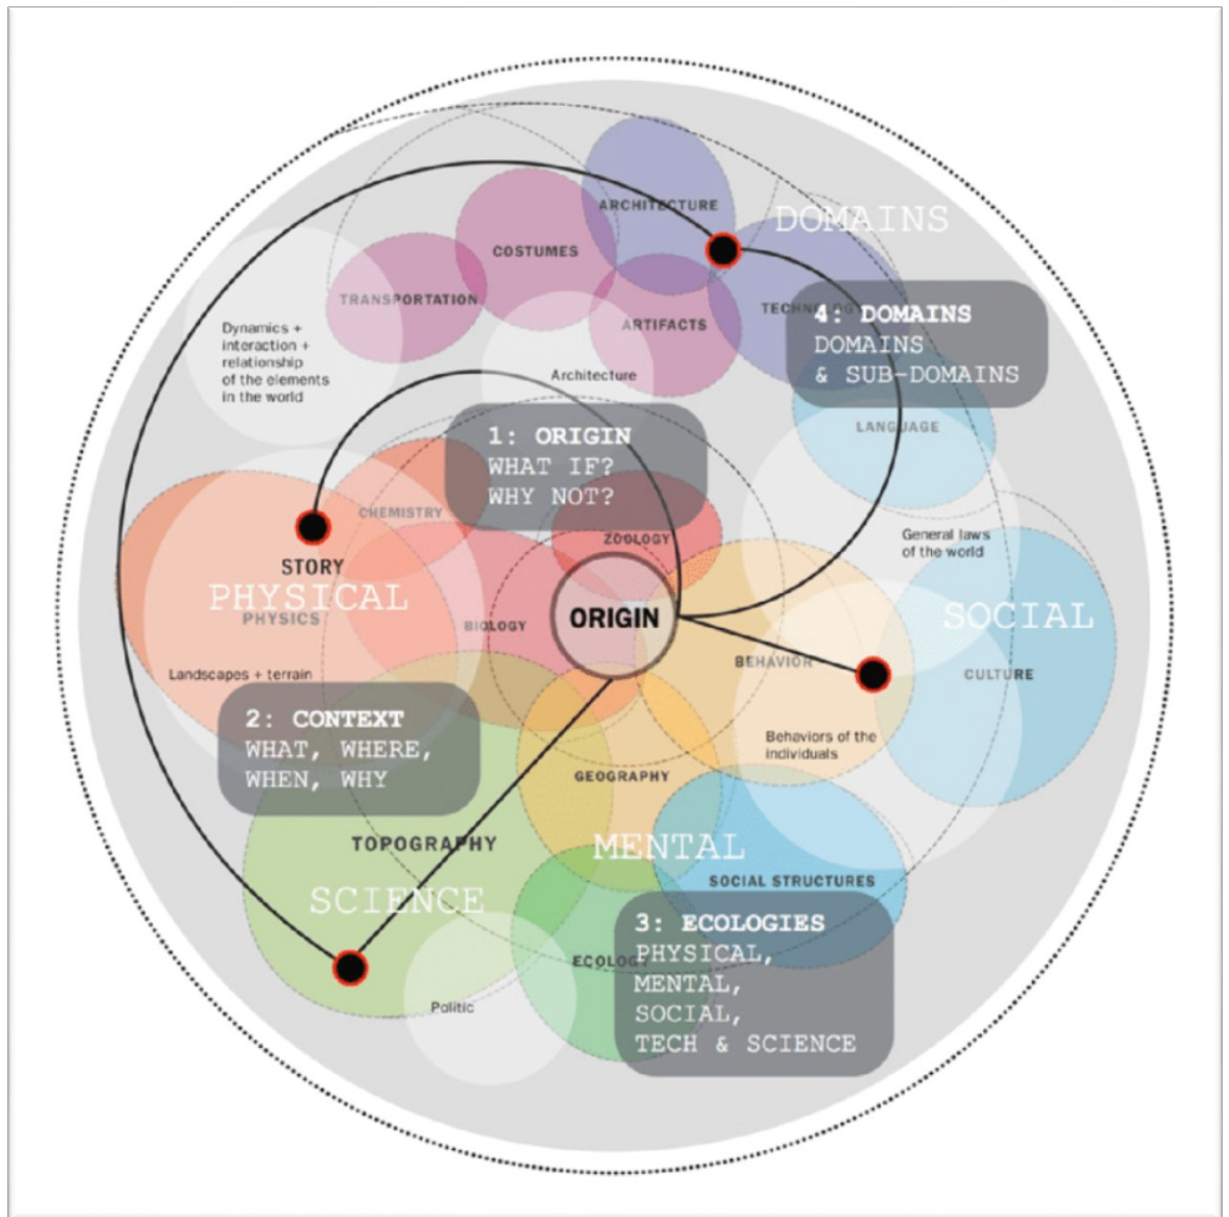 ARCHITECTURE
DOMAINS
COSTUMES
TRANSPORTATION
ARTIFACTS
TECHNOLOGY
4: DOMAINS
DOMAINS
& SUB-DOMAINS
Dynamics +
interaction +
relationship
of the elements
in the world
Architecture
LANGUAGE
1: ORIGIN
WHAT IF?
WHY NOT?
CHEMISTRY
ZOOLOGY
General laws
of the world
STORY
PHYSICAL
PHYSICS
BIOLOGY
ORIGIN
SOCIAL
BEHAVIOR
CULTURE
Landscapes + terrain
2: CONTEXT
WHAT, WHERE,
WHEN, WHY
Behaviors of the
individuals
GEOGRAPHY
TOPOGRAPHY
MENTAL
SOCIAL STRUCTURES
SCIENCE
3: ECOLOGIES
PHYSICAL,
MENTAL,
SOCIAL,
TECH & SCIENCE
ECOLOGY
Politic